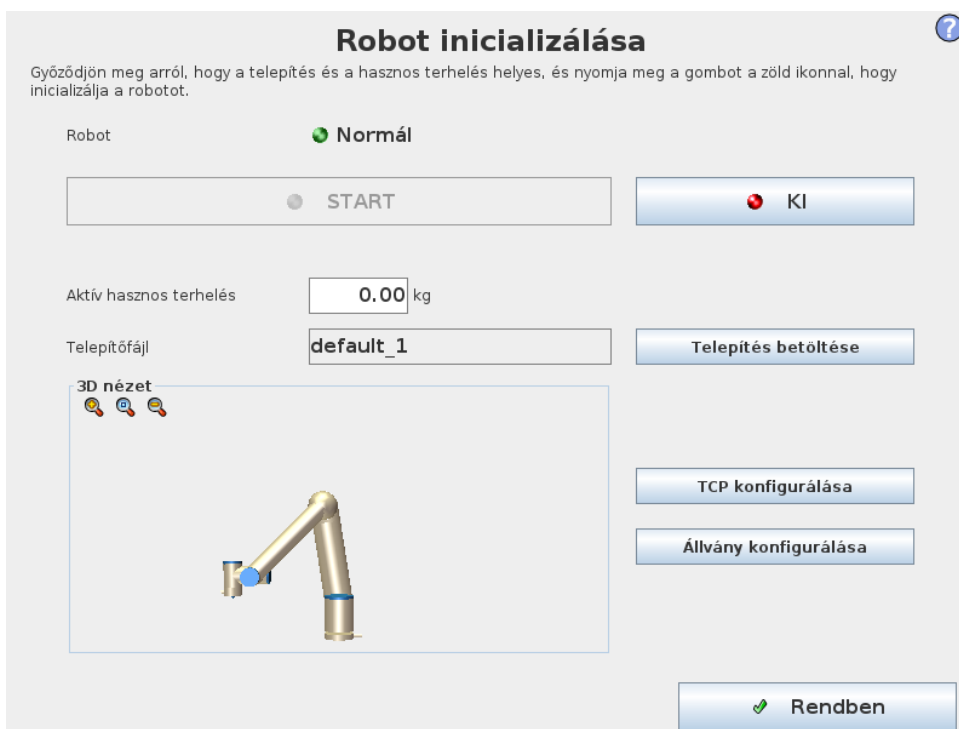 Robot inicializálása
?
Győződjön meg arról, hogy a telepítés és a hasznos terhelés helyes, és nyomja meg a gombot a zöld ikonnal, hogy
inicializálja a robotot.
Robot
Normál
START
KI
Aktív hasznos terhelés
0.00 kg
Telepítőfájl
default_1
Telepítés betöltése
3D nézet
TCP konfigurálása
Állvány konfigurálása
Rendben